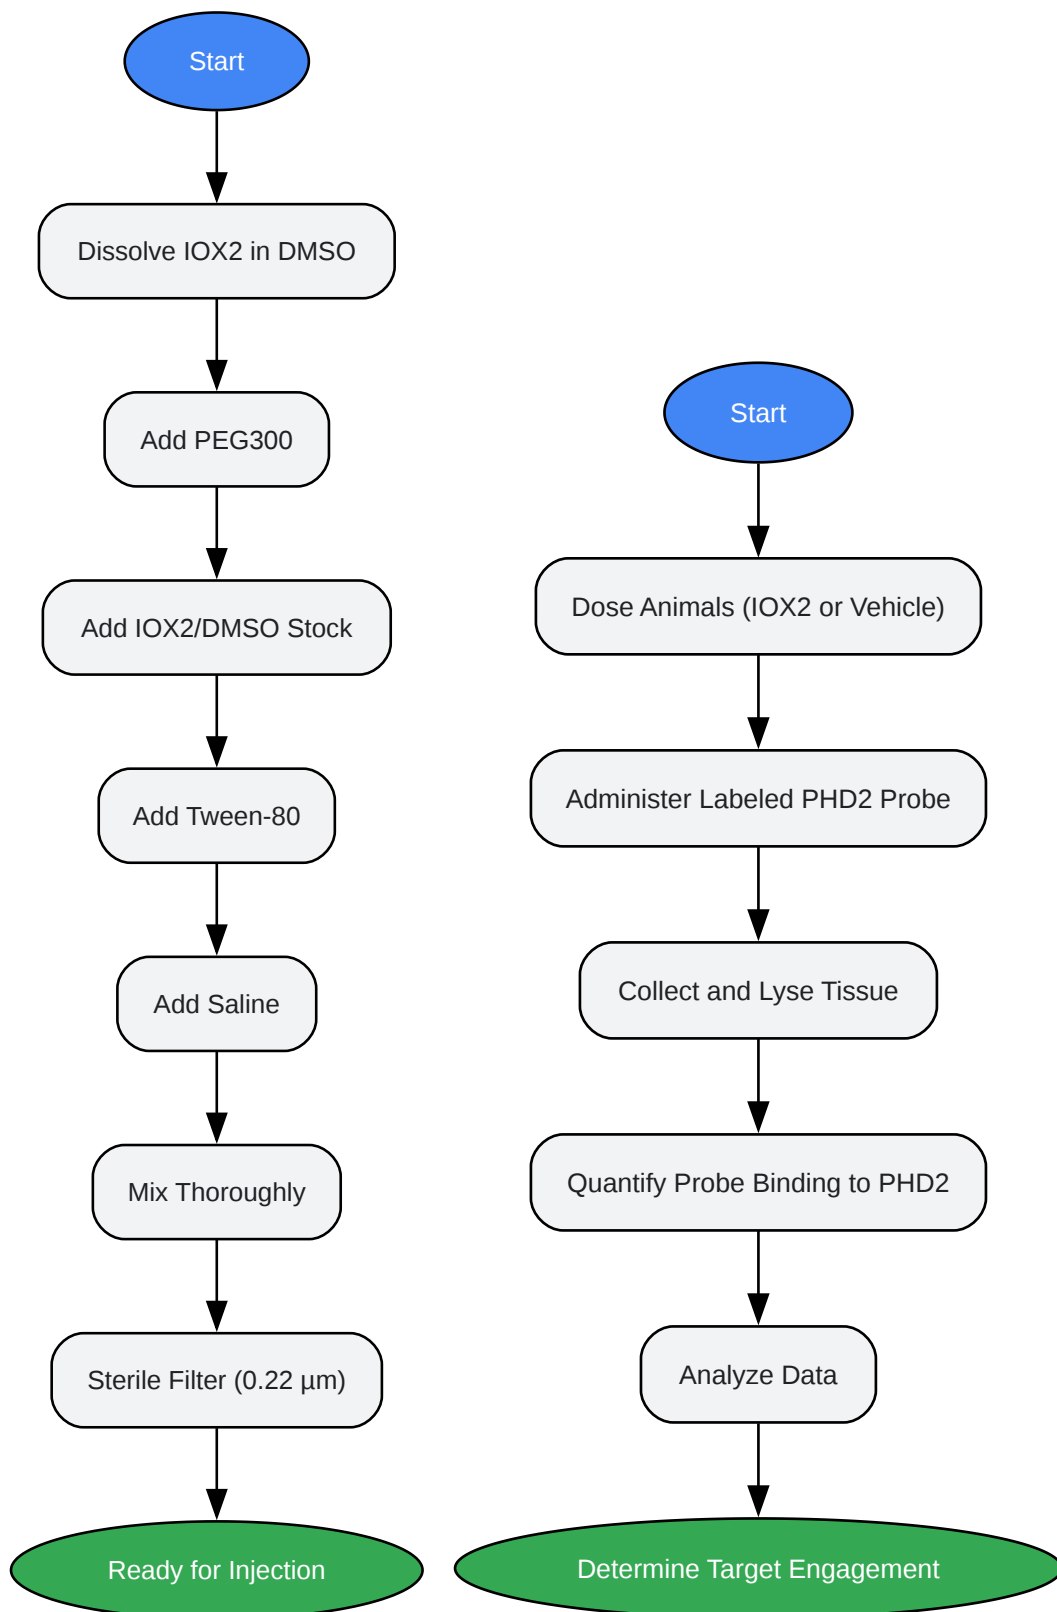 Start
Dissolve IOX2 in DMSO
Add PEG300
Add IOX2/DMSO Stock
Add Tween-80
Add Saline
Mix Thoroughly
Sterile Filter (0.22 µm)
Ready for Injection
Start
Dose Animals (IOX2 or Vehicle)
Administer Labeled PHD2 Probe
Collect and Lyse Tissue
Quantify Probe Binding to PHD2
Analyze Data
Determine Target Engagement